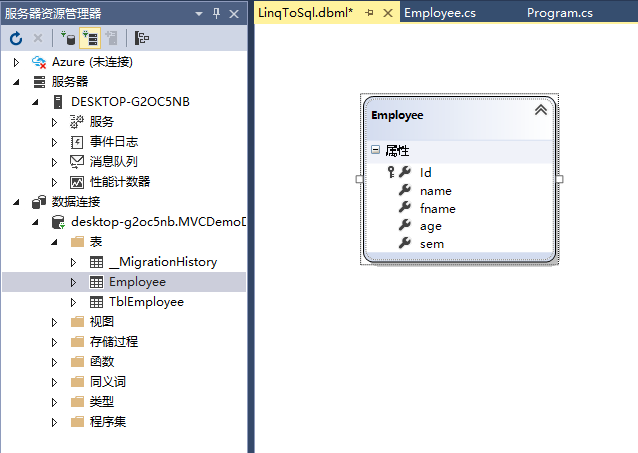 服务器资源管理器
Azure (未连接)
服务器
DESKTOP-G2OC5NB
服务
事件日志
消息队列
性能计数器
数据连接
desktop-g2oc5nb.MVCDemoD
表
__MigrationHistory
Employee
TblEmployee
视图
存储过程
函数
同义词
类型
程序集
LinqToSql.dbml* Employee.cs Program.cs
Employee
属性
Id
name
fname
age
sem